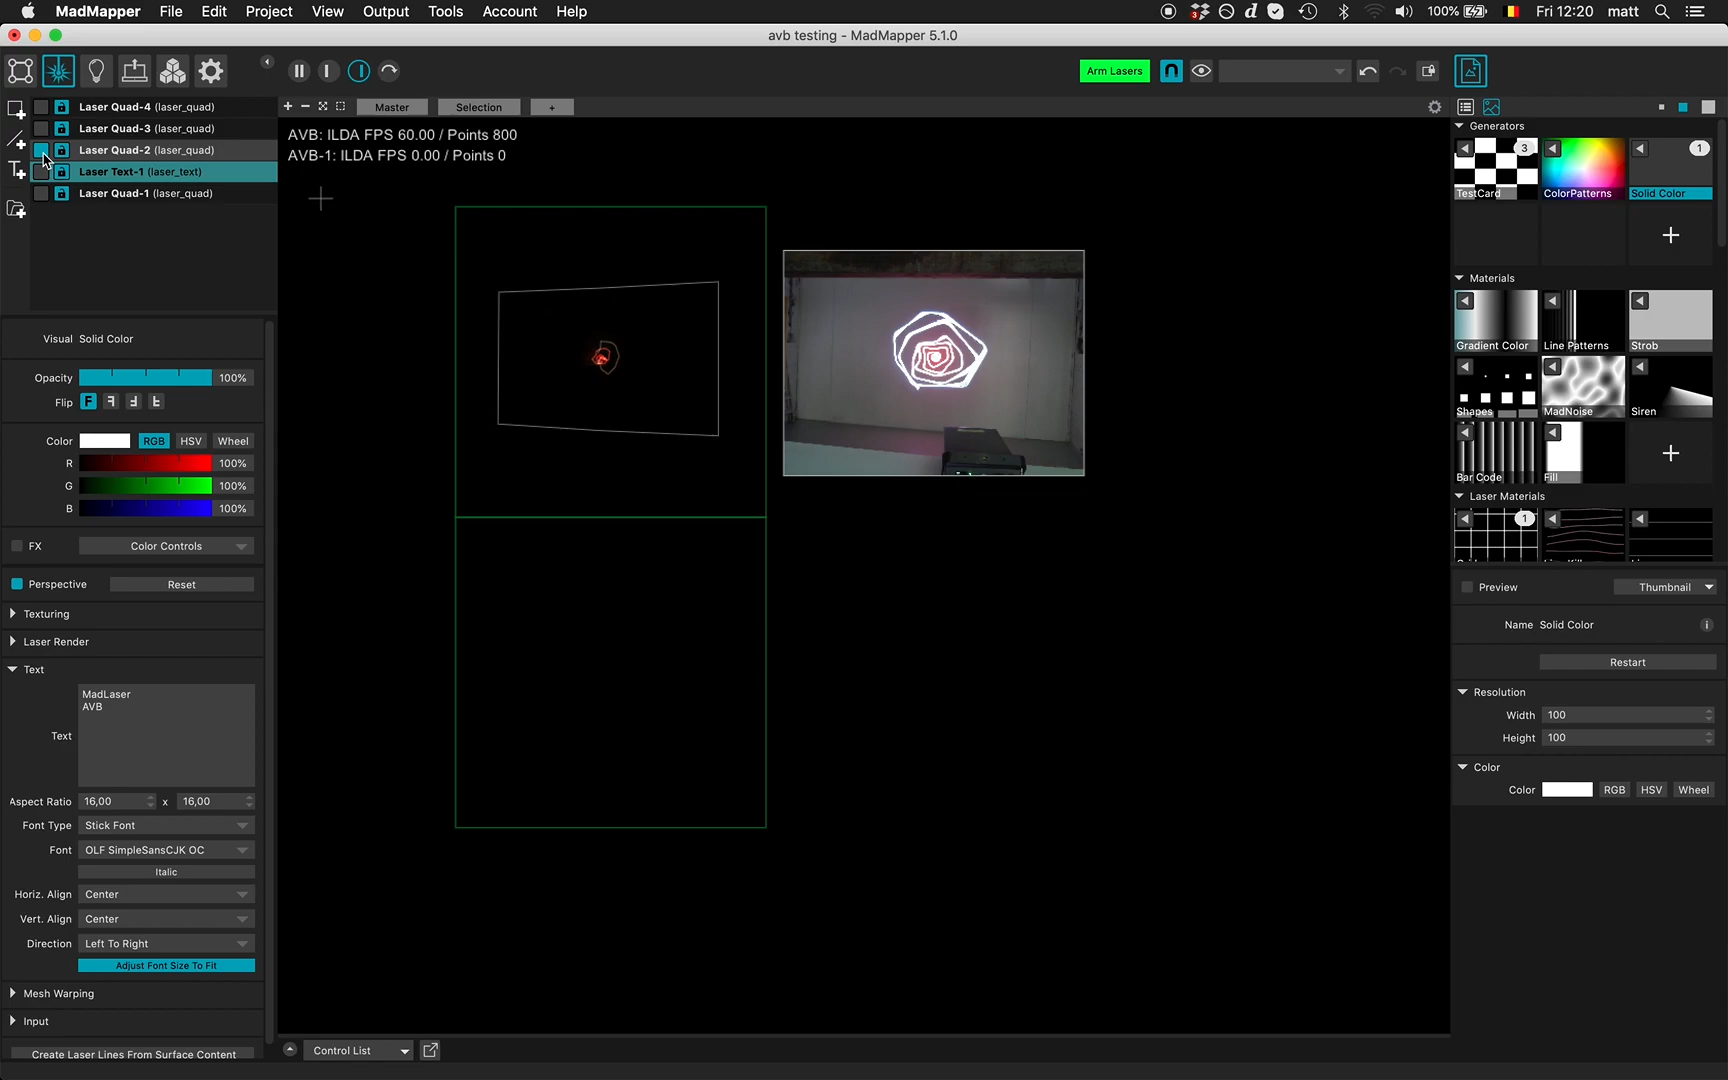 MadMapper File Edit Project View Output Tools Account Help
3 100% Fri 12:20 matt
avb testing - MadMapper 5.1.0
Arm Lasers
Laser Quad-4 (laser_quad)
Laser Quad-3 (laser_quad)
Laser Quad-2 (laser_quad)
Laser Text-1 (laser_text)
Laser Quad-1 (laser_quad)
Master Selection +
AVB: ILDA FPS 60.00 / Points 800
AVB-1: ILDA FPS 0.00 / Points 0
Visual Solid Color
Opacity 100%
Flip F
Color RGB HSV Wheel
R 100%
G 100%
B 100%
FX Color Controls
Perspective Reset
Texturing
Laser Render
Text
MadLaser
AVB
Text
Aspect Ratio 16,00 x 16,00
Font Type Stick Font
Font OLF SimpleSansCJK OC
Italic
Horiz. Align Center
Vert. Align Center
Direction Left To Right
Adjust Font Size To Fit
Mesh Warping
Input
Create Laser Lines From Surface Content
Control List
Generators
3 1
TestCard ColorPatterns Solid Color
Materials
Gradient Color Line Patterns Strob
Shapes MadNoise Siren
Bar Code Fill
Laser Materials
1
Preview Thumbnail
Name Solid Color
Restart
Resolution
Width 100
Height 100
Color
Color RGB HSV Wheel